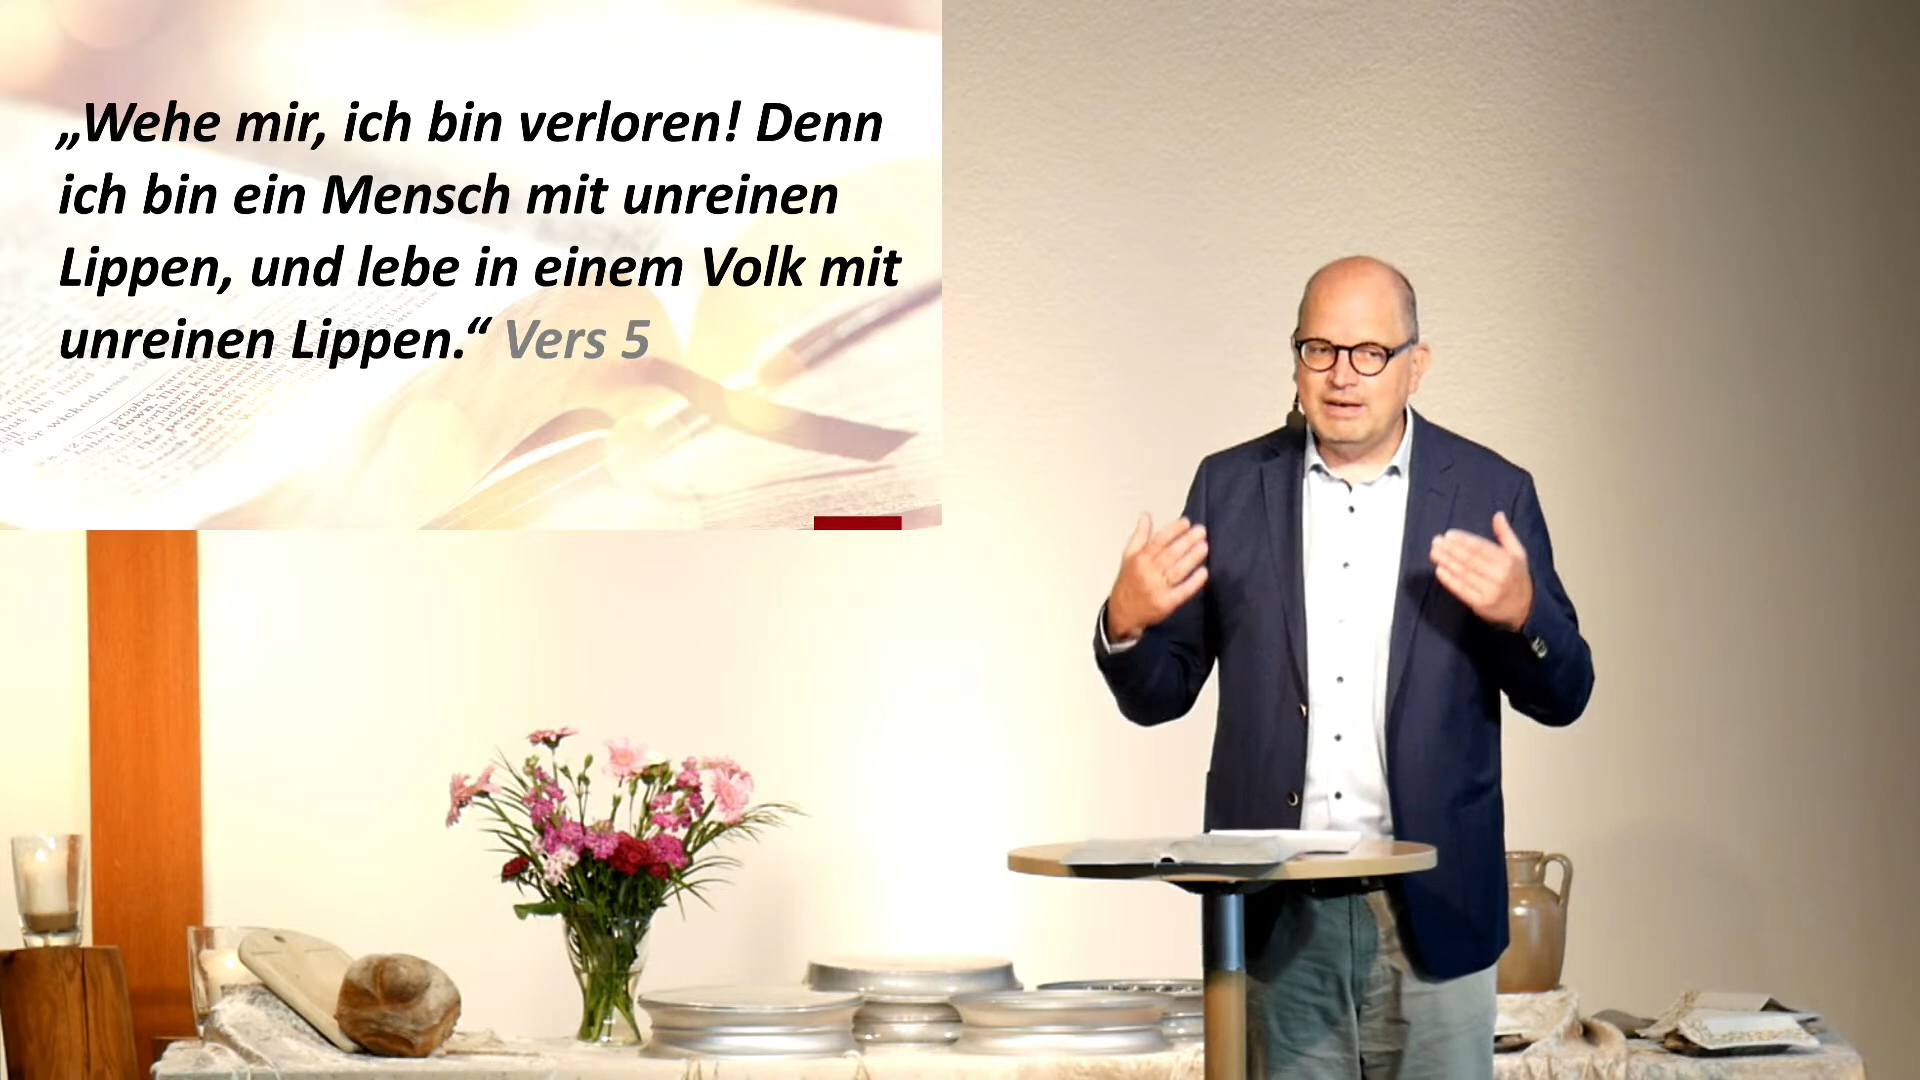 „Wehe mir, ich bin verloren! Denn
ich bin ein Mensch mit unreinen
Lippen, und lebe in einem Volk mit
unreinen Lippen.“ Vers 5